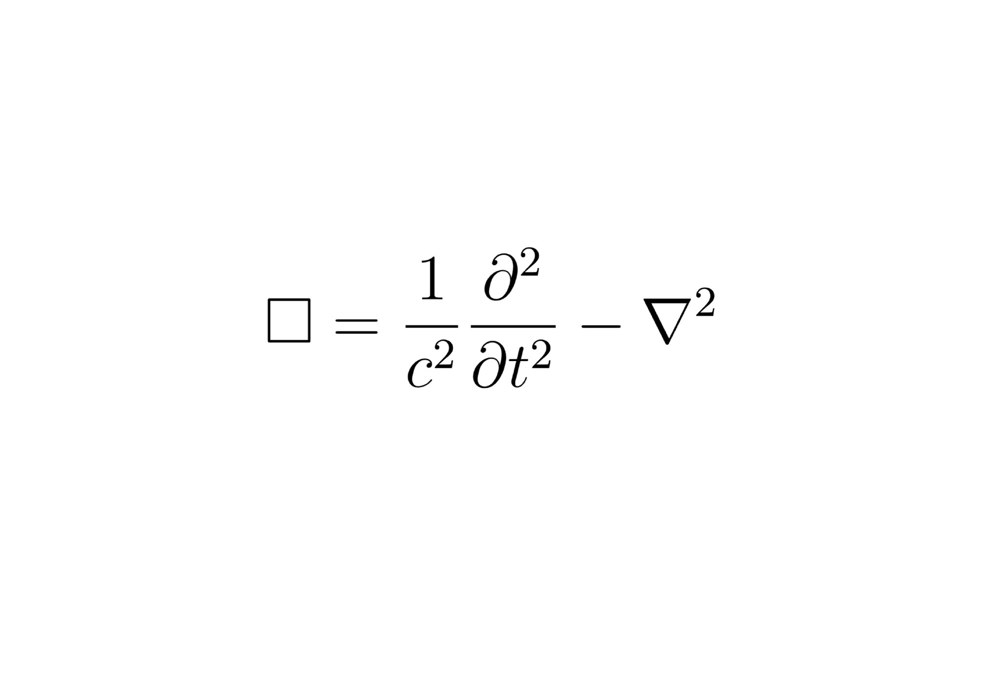 □ = 1/c² ∂²/∂t² − ∇²